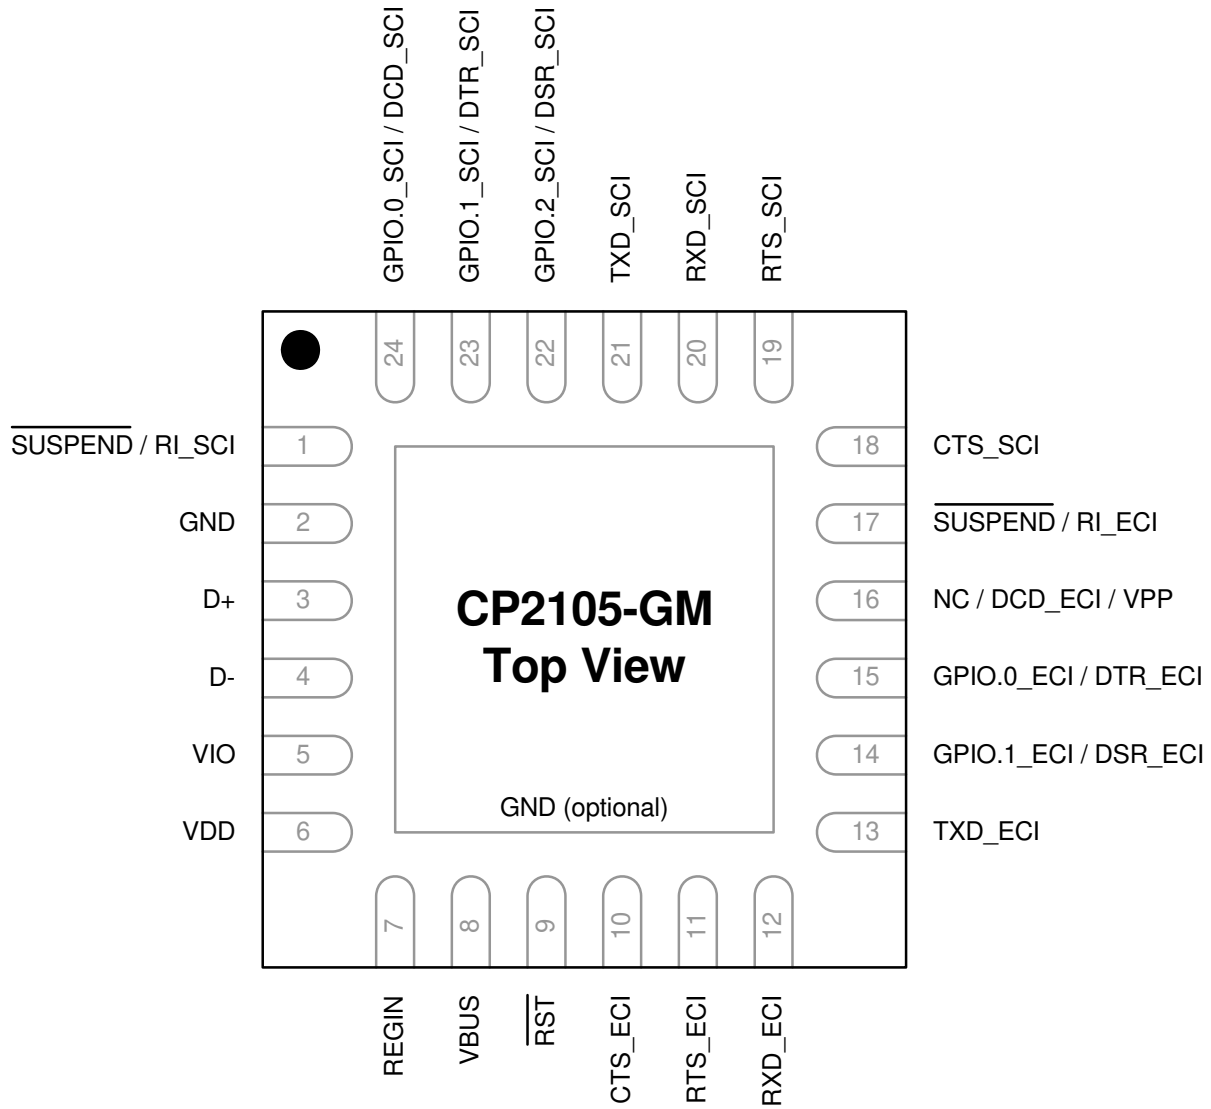 GPIO.0_SCI / DCD_SCI
GPIO.1_SCI / DTR_SCI
GPIO.2_SCI / DSR_SCI
TXD_SCI
RXD_SCI
RTS_SCI
24
23
22
21
20
19
SUSPEND / RI_SCI
1
18
CTS_SCI
GND
2
17
SUSPEND / RI_ECI
D+
3
16
NC / DCD_ECI / VPP
D-
4
15
GPIO.0_ECI / DTR_ECI
VIO
5
14
GPIO.1_ECI / DSR_ECI
VDD
6
13
TXD_ECI
CP2105-GM
Top View
GND (optional)
7
8
9
10
11
12
REGIN
VBUS
RST
CTS_ECI
RTS_ECI
RXD_ECI